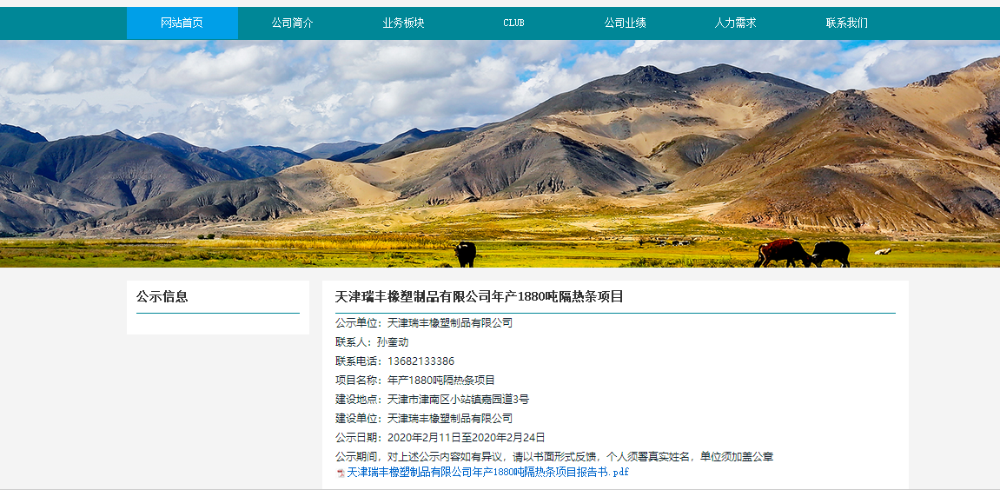 网站首页 公司简介 业务板块 CLUB 公司业绩 人力需求 联系我们
公示信息
天津瑞丰橡塑制品有限公司年产1880吨隔热条项目
公示单位：天津瑞丰橡塑制品有限公司
联系人：孙奎动
联系电话：13682133386
项目名称：年产1880吨隔热条项目
建设地点：天津市津南区小站镇嘉园道3号
建设单位：天津瑞丰橡塑制品有限公司
公示日期：2020年2月11日至2020年2月24日
公示期间，对上述公示内容如有异议，请以书面形式反馈，个人须署真实姓名，单位须加盖公章
天津瑞丰橡塑制品有限公司年产1880吨隔热条项目报告书.pdf